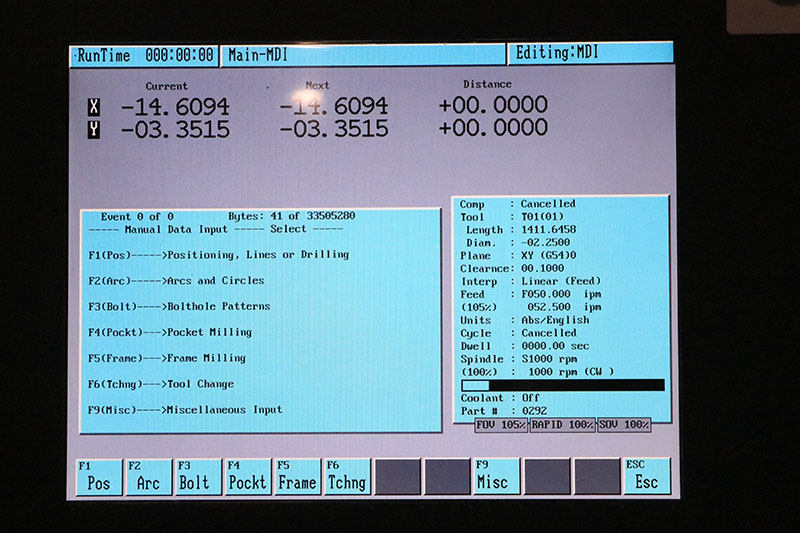 RunTime 000:00:00 Main-MDI Editing:MDI
Current Next Distance
X -14.6094 -14.6094 +00.0000
Y -03.3515 -03.3515 +00.0000
Event 0 of 0 Bytes: 41 of 33505280
----- Manual Data Input ----- Select -----
F1(Pos)----->Positioning, Lines or Drilling
F2(Arc)----->Arcs and Circles
F3(Bolt)---->Bolthole Patterns
F4(Pockt)--->Pocket Milling
F5(Frame)--->Frame Milling
F6(Tchng)--->Tool Change
F9(Misc)---->Miscellaneous Input
Comp : Cancelled
Tool : T01(01)
Length : 1411.6458
Diam. : -02.2500
Plane : XY (G54)0
Clearnce: 00.1000
Interp : Linear (Feed)
Feed : F050.000 ipm
(105%) 052.500 ipm
Units : Abs/English
Cycle : Cancelled
Dwell : 0000.00 sec
Spindle : S1000 rpm
(100%) : 1000 rpm (CW )
Coolant : Off
Part # : 0292
FOV 105% RAPID 100% SOV 100%
F1 F2 F3 F4 F5 F6 F9 ESC
Pos Arc Bolt Pockt Frame Tchng Misc Esc